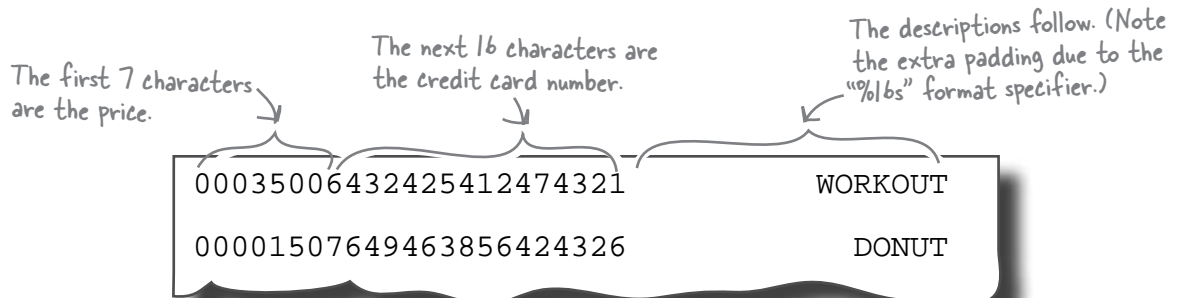 The first 7 characters
are the price.
The next 16 characters are
the credit card number.
The descriptions follow. (Note
the extra padding due to the
“%16s” format specifier.)
00035006432425412474321 WORKOUT
00001507649463856424326 DONUT